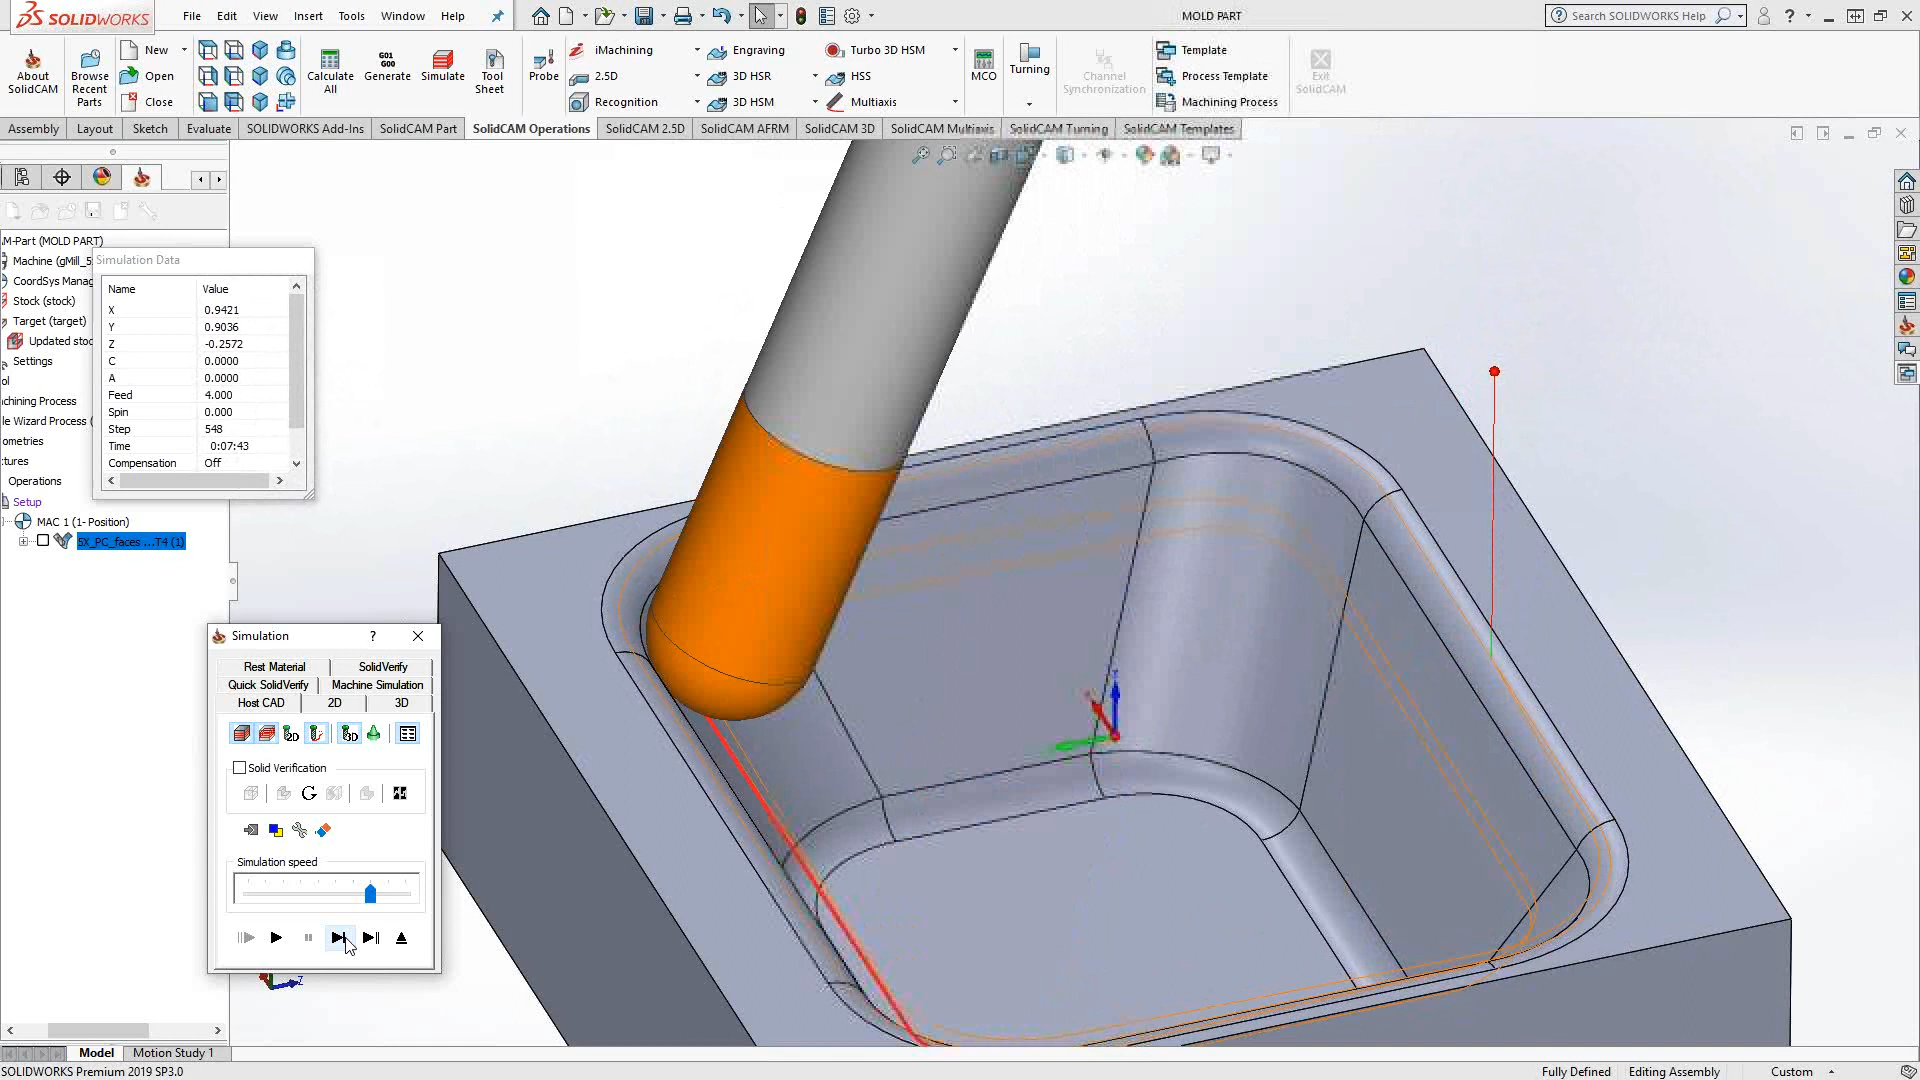 SOLIDWORKS File Edit View Insert Tools Window Help MOLD PART Search SOLIDWORKS Help
About SolidCAM
Browse Recent Parts
New
Open
Close
Calculate All
G01 G00 Generate
Simulate
Tool Sheet
Probe
iMachining
2.5D
Recognition
Engraving
3D HSR
3D HSM
Turbo 3D HSM
HSS
Multiaxis
MCO
Turning
Channel Synchronization
Template
Process Template
Machining Process
Exit SolidCAM
Assembly Layout Sketch Evaluate SOLIDWORKS Add-Ins SolidCAM Part SolidCAM Operations SolidCAM 2.5D SolidCAM AFRM SolidCAM 3D SolidCAM Multiaxis SolidCAM Turning SolidCAM Templates
M-Part (MOLD PART)
Machine (gMill_5
CoordSys Manag
Stock (stock)
Target (target)
Updated stoc
Settings
ol
achining Process
le Wizard Process (
ometries
tures
Operations
Setup
MAC 1 (1- Position)
5X_PC_faces ...T4 (1)
Simulation Data
Name Value
X 0.9421
Y 0.9036
Z -0.2572
C 0.0000
A 0.0000
Feed 4.000
Spin 0.000
Step 548
Time 0:07:43
Compensation Off
Simulation ?
Rest Material SolidVerify
Quick SolidVerify Machine Simulation
Host CAD 2D 3D
2D 3D
Solid Verification
Simulation speed
Z
Model Motion Study 1
SOLIDWORKS Premium 2019 SP3.0 Fully Defined Editing Assembly Custom